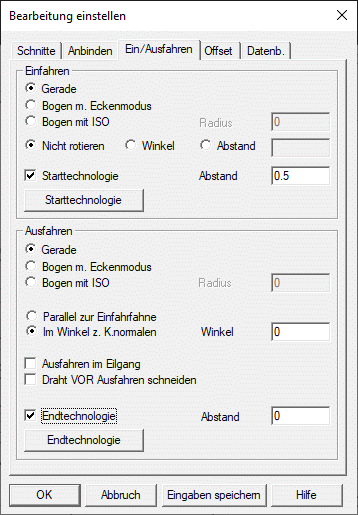 Bearbeitung einstellen
Schnitte Anbinden Ein/Ausfahren Offset Datenb.
Einfahren
Gerade
Bogen m. Eckenmodus
Bogen mit ISO Radius 0
Nicht rotieren Winkel Abstand
Starttechnologie Abstand 0.5
Starttechnologie
Ausfahren
Gerade
Bogen m. Eckenmodus
Bogen mit ISO Radius 0
Parallel zur Einfahrfahne
Im Winkel z. K.normalen Winkel 0
Ausfahren im Eilgang
Draht VOR Ausfahren schneiden
Endtechnologie Abstand 0
Endtechnologie
OK Abbruch Eingaben speichern Hilfe